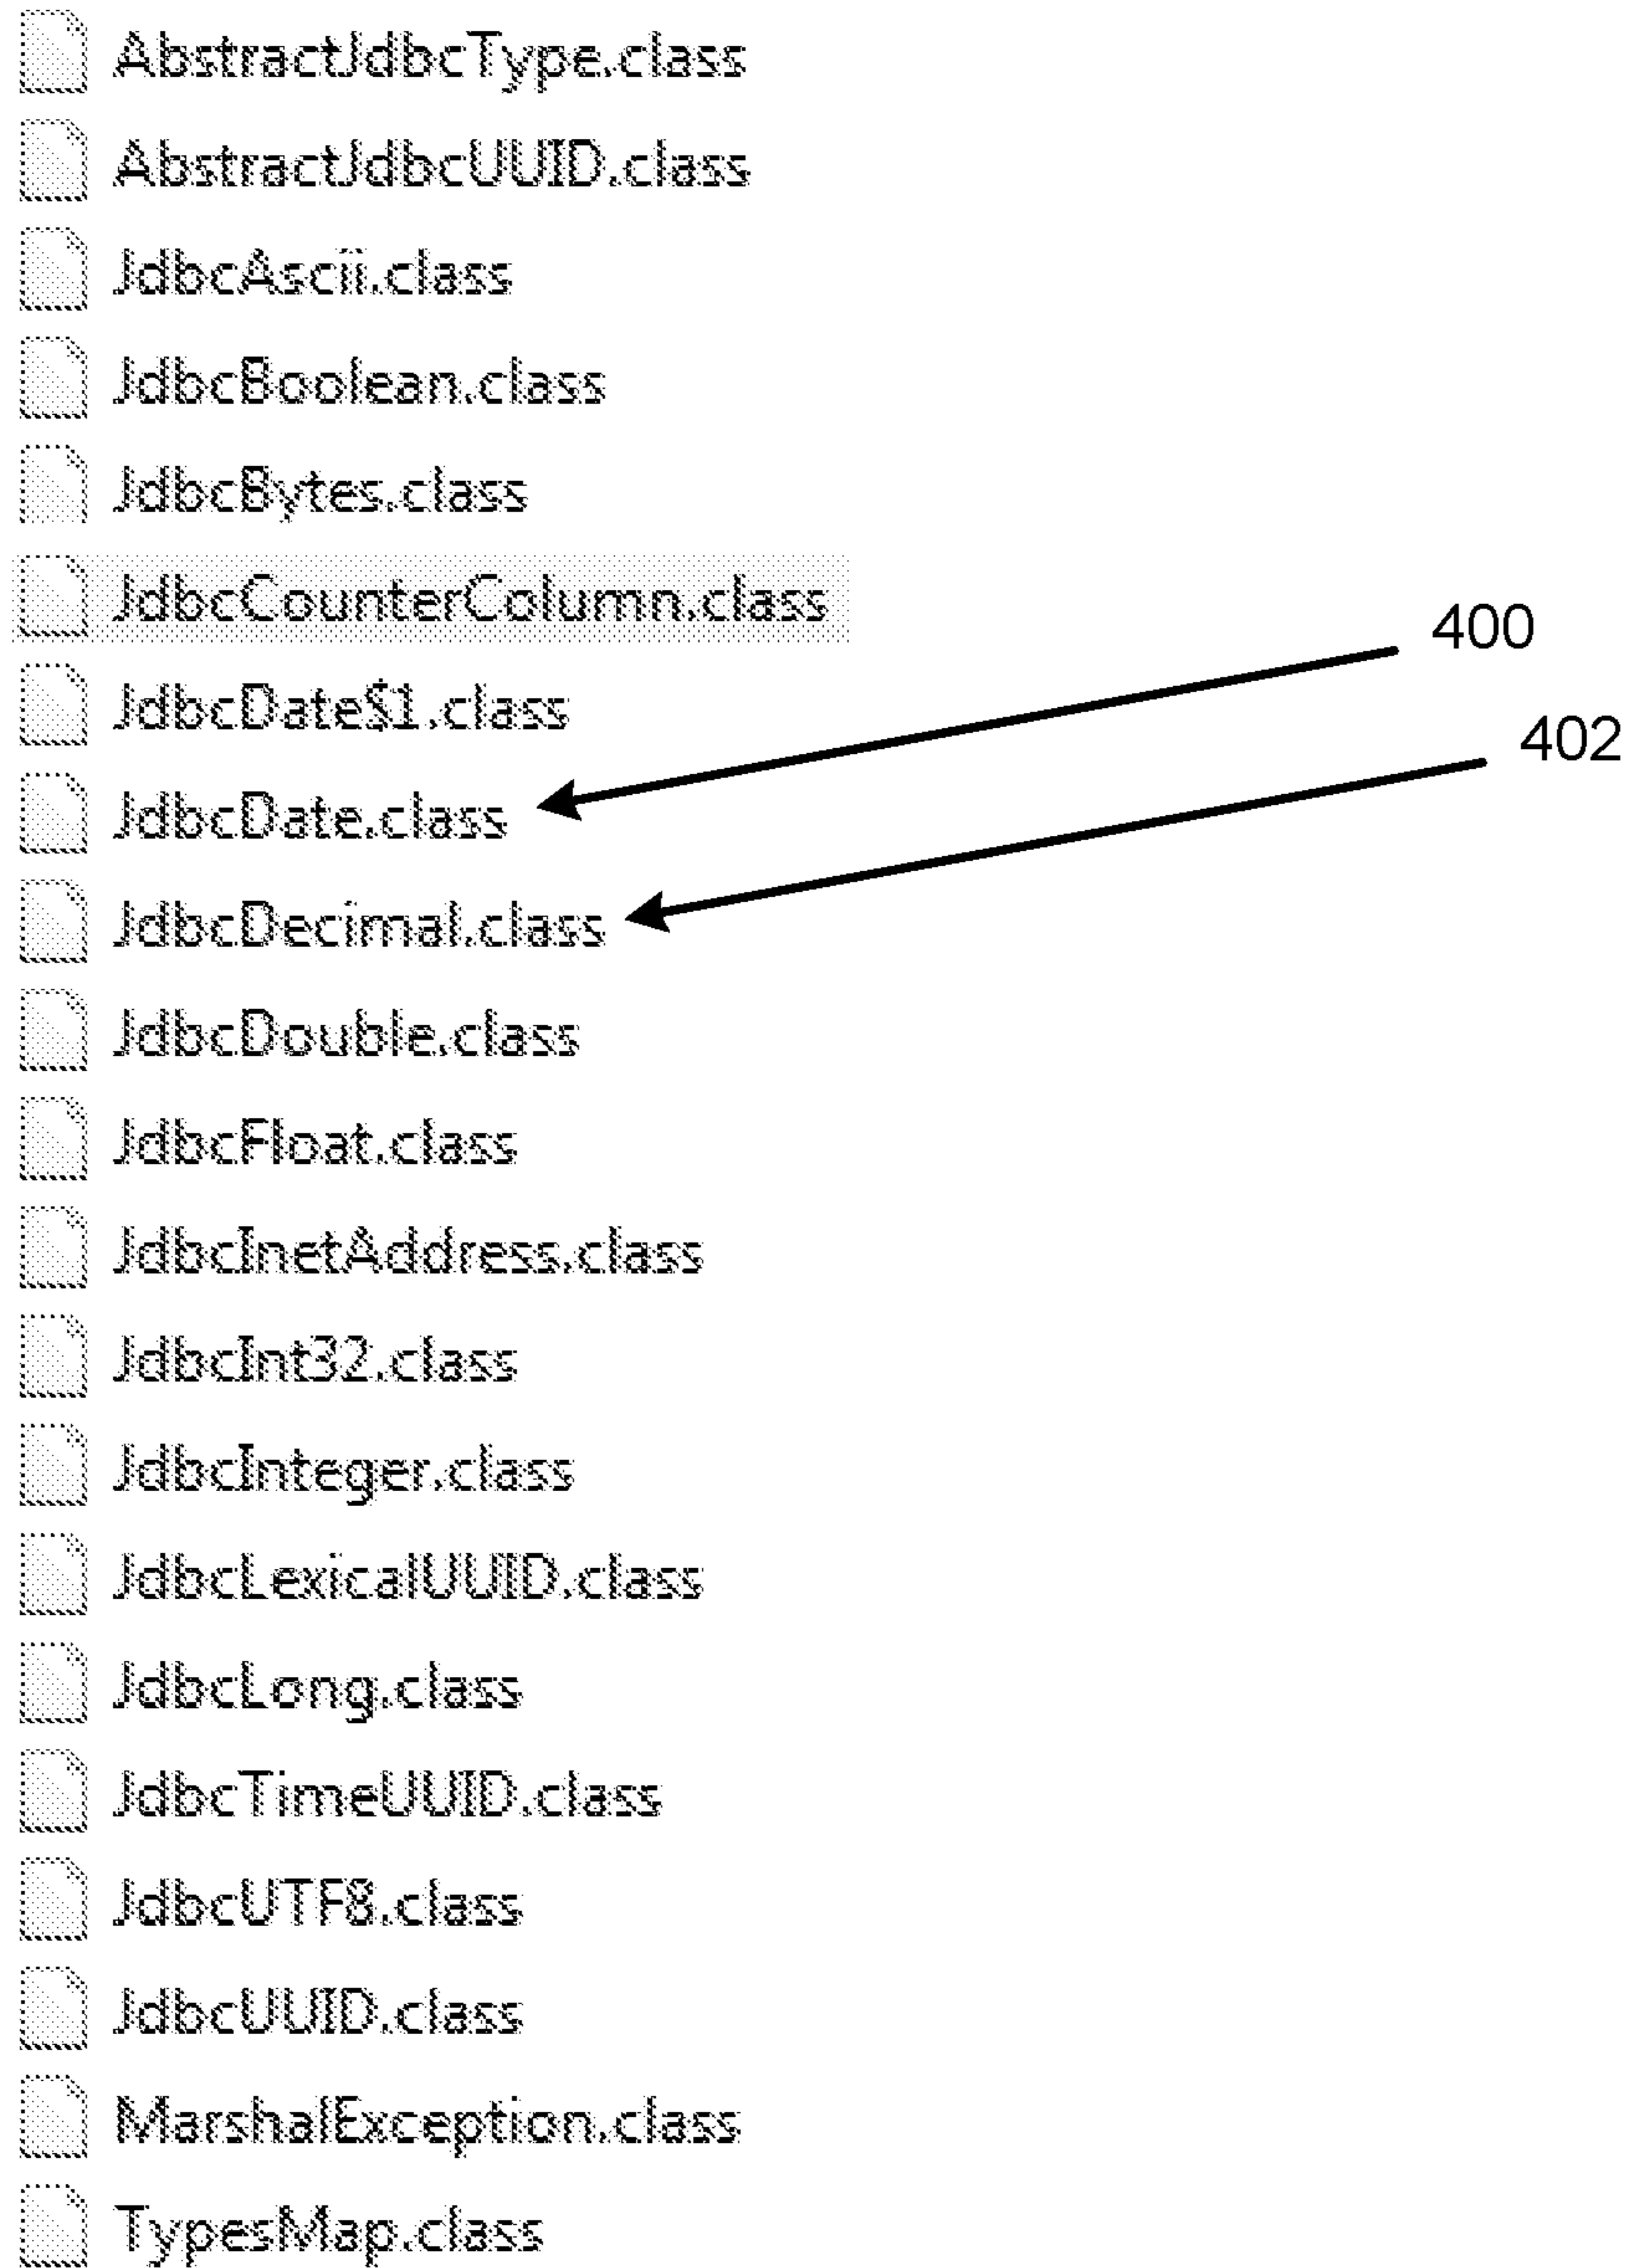 AbstractJdbcType.class
AbstractJdbcUUID.class
JdbcAscii.class
JdbcBoolean.class
JdbcBytes.class
JdbcCounterColumn.class
400
JdbcDate$1.class
402
JdbcDate.class
JdbcDecimal.class
JdbcDouble.class
JdbcFloat.class
JdbcInetAddress.class
JdbcInt32.class
JdbcInteger.class
JdbcLexicalUUID.class
JdbcLong.class
JdbcTimeUUID.class
JdbcUTF8.class
JdbcUUID.class
MarshalException.class
TypesMap.class